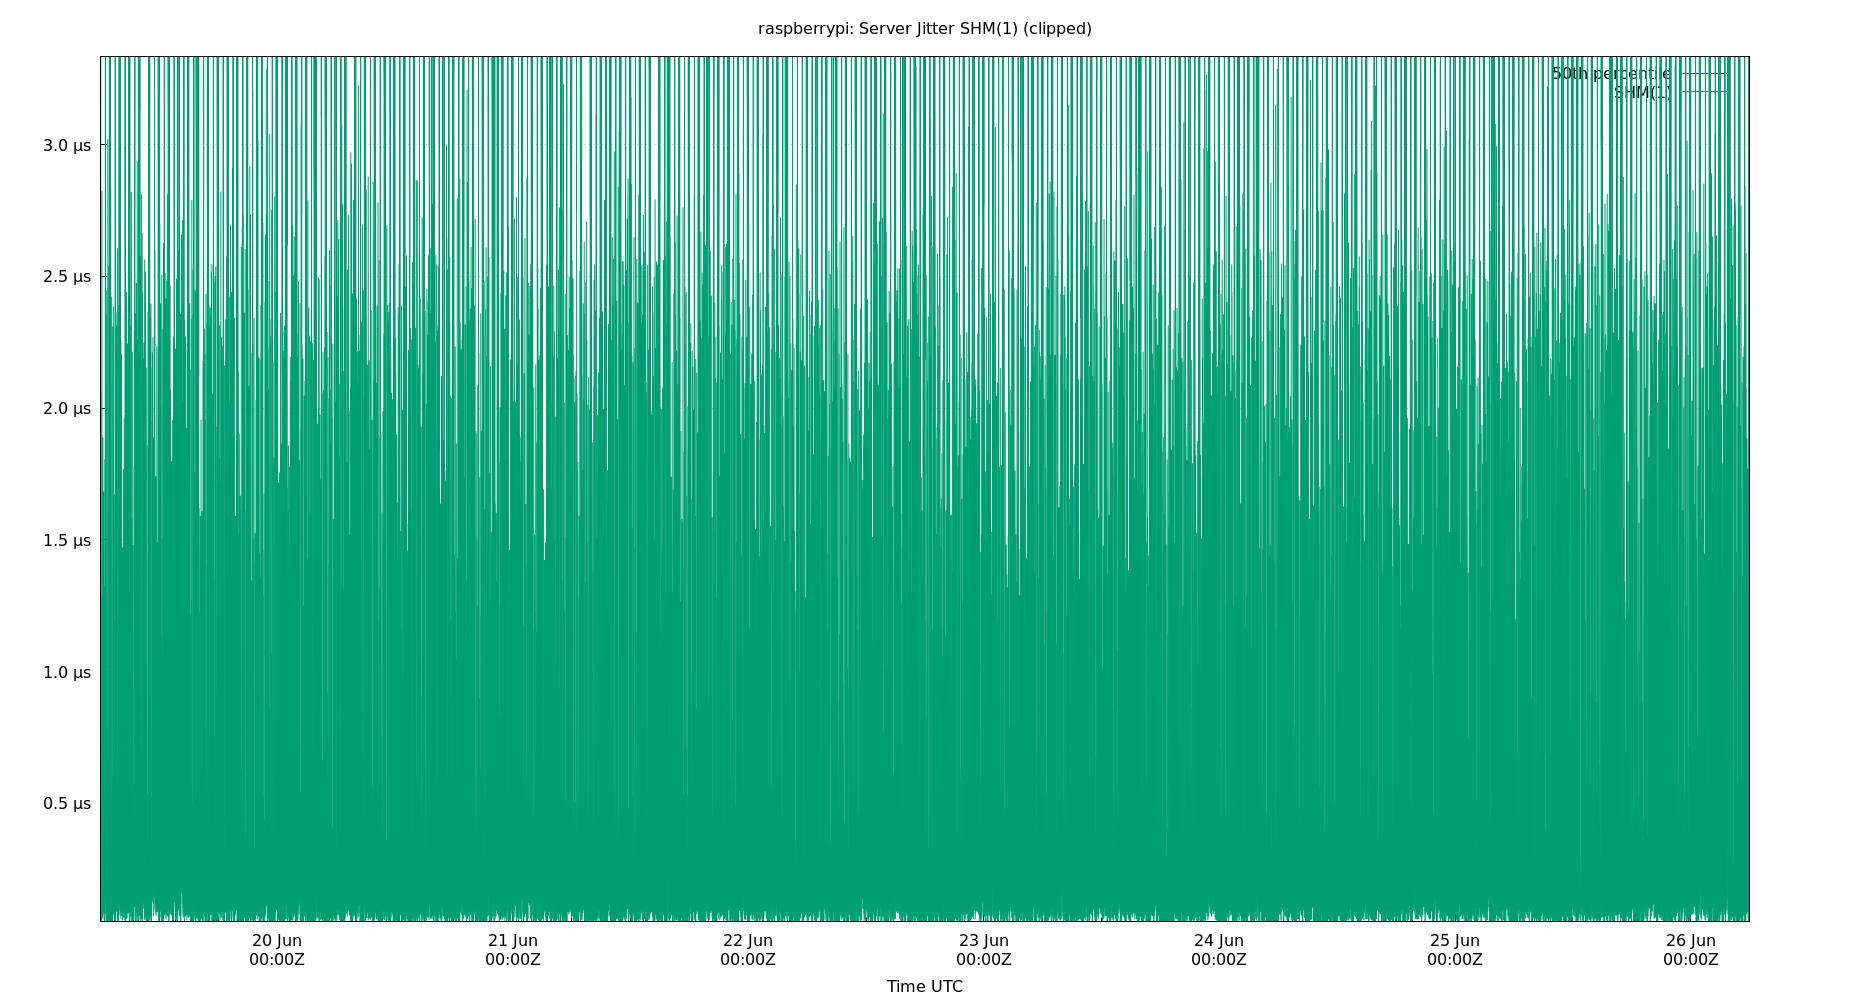 raspberrypi: Server Jitter SHM(1) (clipped)
50th percentile
SHM(1)
3.0 µs
2.5 µs
2.0 µs
1.5 µs
1.0 µs
0.5 µs
20 Jun 21 Jun 22 Jun 23 Jun 24 Jun 25 Jun 26 Jun
00:00Z 00:00Z 00:00Z 00:00Z 00:00Z 00:00Z 00:00Z
Time UTC